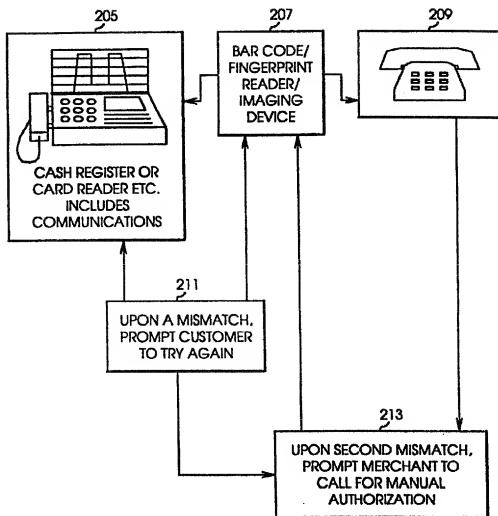 205
207
209
BAR CODE/
FINGERPRINT
READER/
IMAGING
DEVICE
CASH REGISTER OR
CARD READER ETC.
INCLUDES
COMMUNICATIONS
211
UPON A MISMATCH,
PROMPT CUSTOMER
TO TRY AGAIN
213
UPON SECOND MISMATCH,
PROMPT MERCHANT TO
CALL FOR MANUAL
AUTHORIZATION